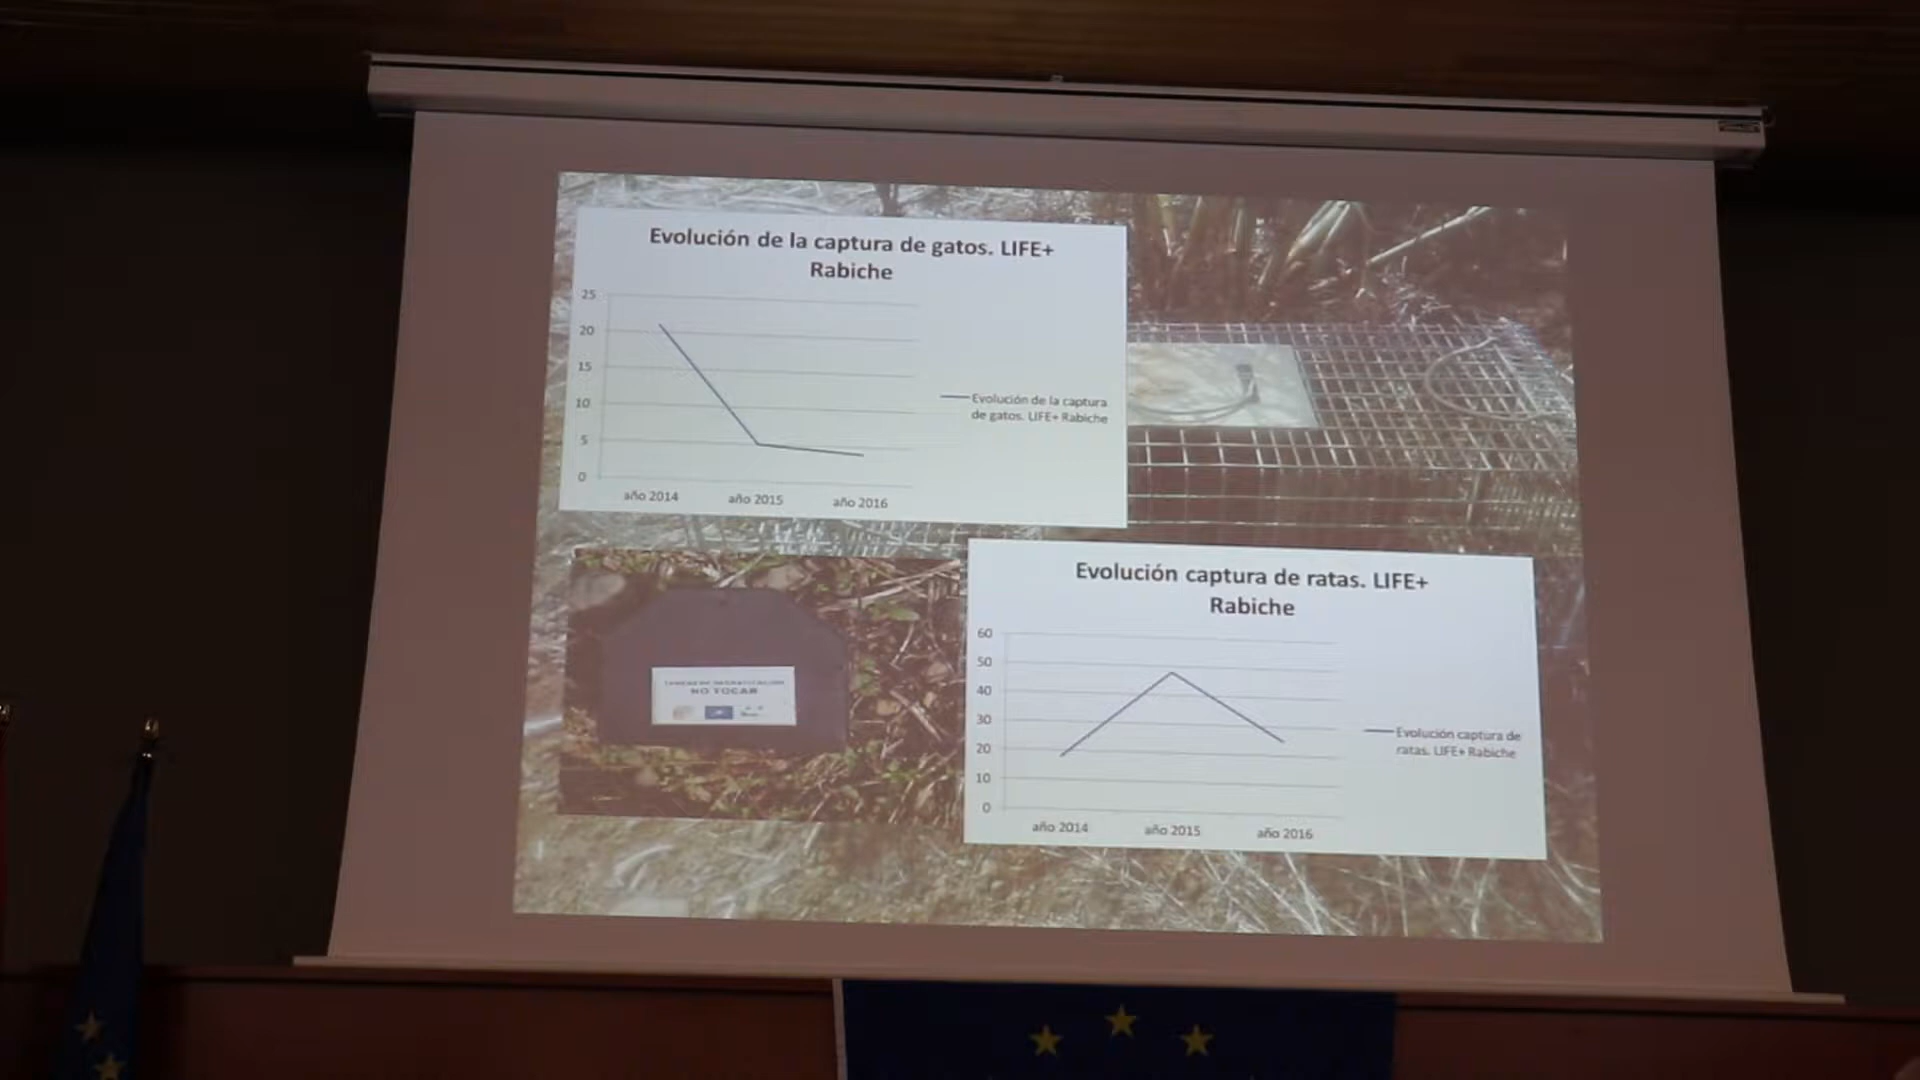 Evolución de la captura de gatos. LIFE+
Rabiche
25
20
15
10
5
0
año 2014
año 2015
año 2016
Evolución de la captura
de gatos. LIFE+ Rabiche
NO TOCAR
Evolución captura de ratas. LIFE+
Rabiche
60
50
40
30
20
10
0
año 2014
año 2015
año 2016
Evolución captura de
ratas. LIFE+ Rabiche